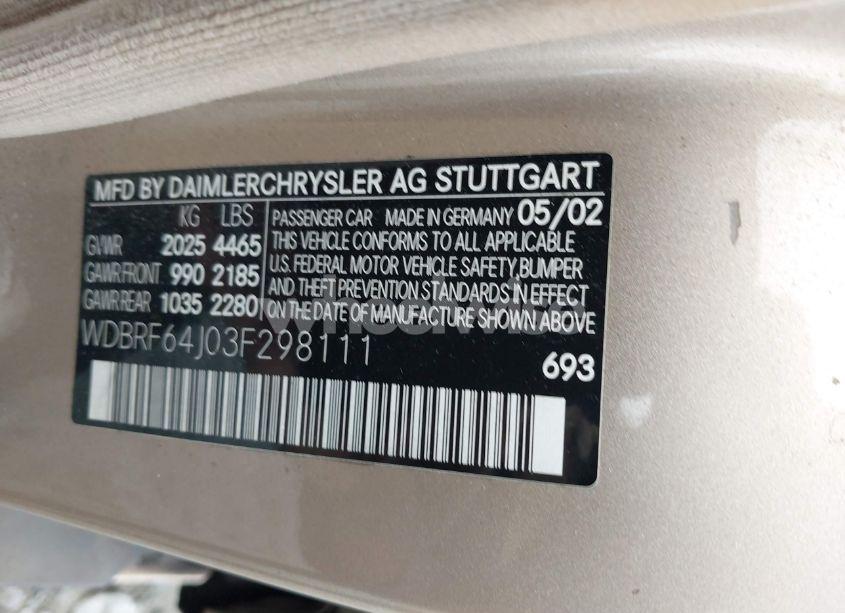 MFD BY DAIMLERCHRYSLER AG STUTTGART
KG LBS
GVWR 2025 4465
GAWR FRONT 990 2185
GAWR REAR 1035 2280
PASSENGER CAR MADE IN GERMANY 05/02
THIS VEHICLE CONFORMS TO ALL APPLICABLE
U.S. FEDERAL MOTOR VEHICLE SAFETY, BUMPER
AND THEFT PREVENTION STANDARDS IN EFFECT
ON THE DATE OF MANUFACTURE SHOWN ABOVE.
WDBRF64J03F298111
693